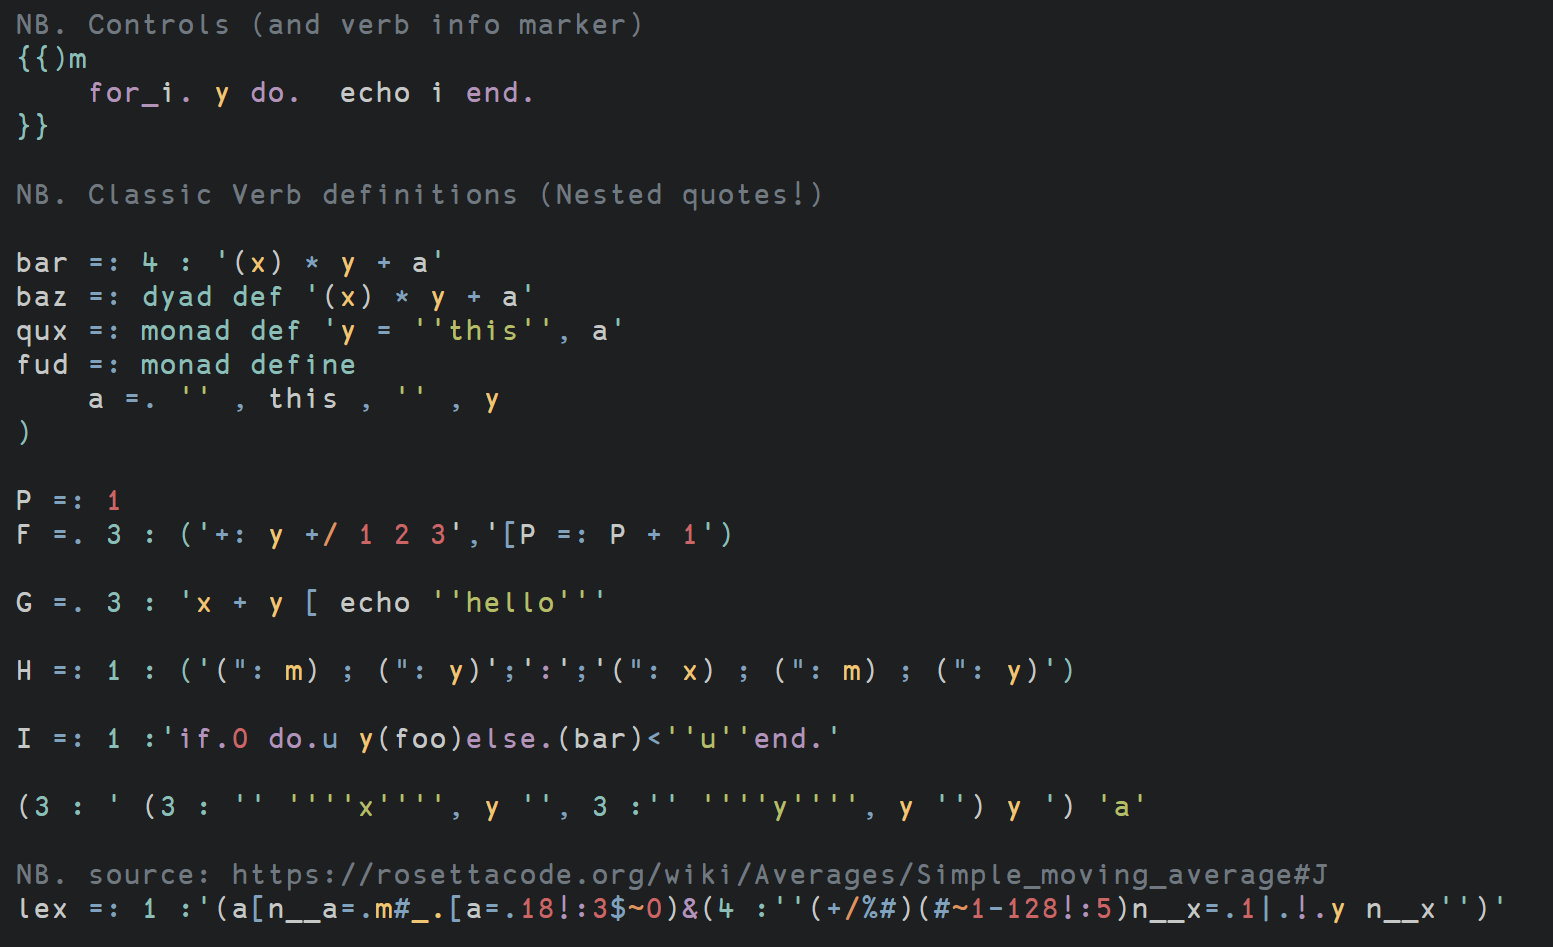 NB. Controls (and verb info marker)
{{)m
    for_i. y do.  echo i end.
}}
NB. Classic Verb definitions (Nested quotes!)
bar =: 4 : '(x) * y + a'
baz =: dyad def '(x) * y + a'
qux =: monad def 'y = ''this'', a'
fud =: monad define
    a =. '' , this , '' , y
)
P =: 1
F =. 3 : ('+: y +/ 1 2 3','[P =: P + 1')
G =. 3 : 'x + y [ echo ''hello'''
H =: 1 : ('(": m) ; (": y)';':';'(": x) ; (": m) ; (": y)')
I =: 1 :'if.0 do.u y(foo)else.(bar)<''u''end.'
(3 : ' (3 : '' ''''x'''', y '', 3 :'' ''''y'''', y '') y ') 'a'
NB. source: https://rosettacode.org/wiki/Averages/Simple_moving_average#J
lex =: 1 :'(a[n__a=.m#_.[a=.18!:3$~0)&(4 :''(+/%#)(#~1-128!:5)n__x=.1|.!.y n__x'')'